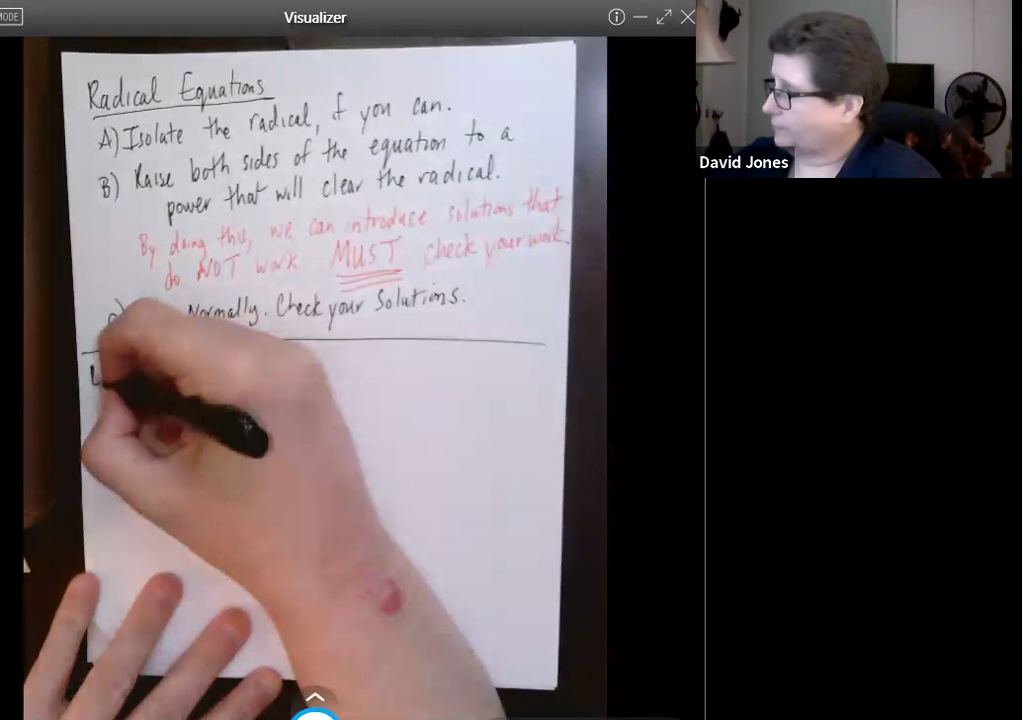 MODE
Visualizer
Radical Equations
A) Isolate the radical, if you can.
B) Raise both sides of the equation to a
power that will clear the radical.
By doing this, we can introduce solutions that
do NOT work MUST check your work.
Normally. Check your Solutions.
David Jones